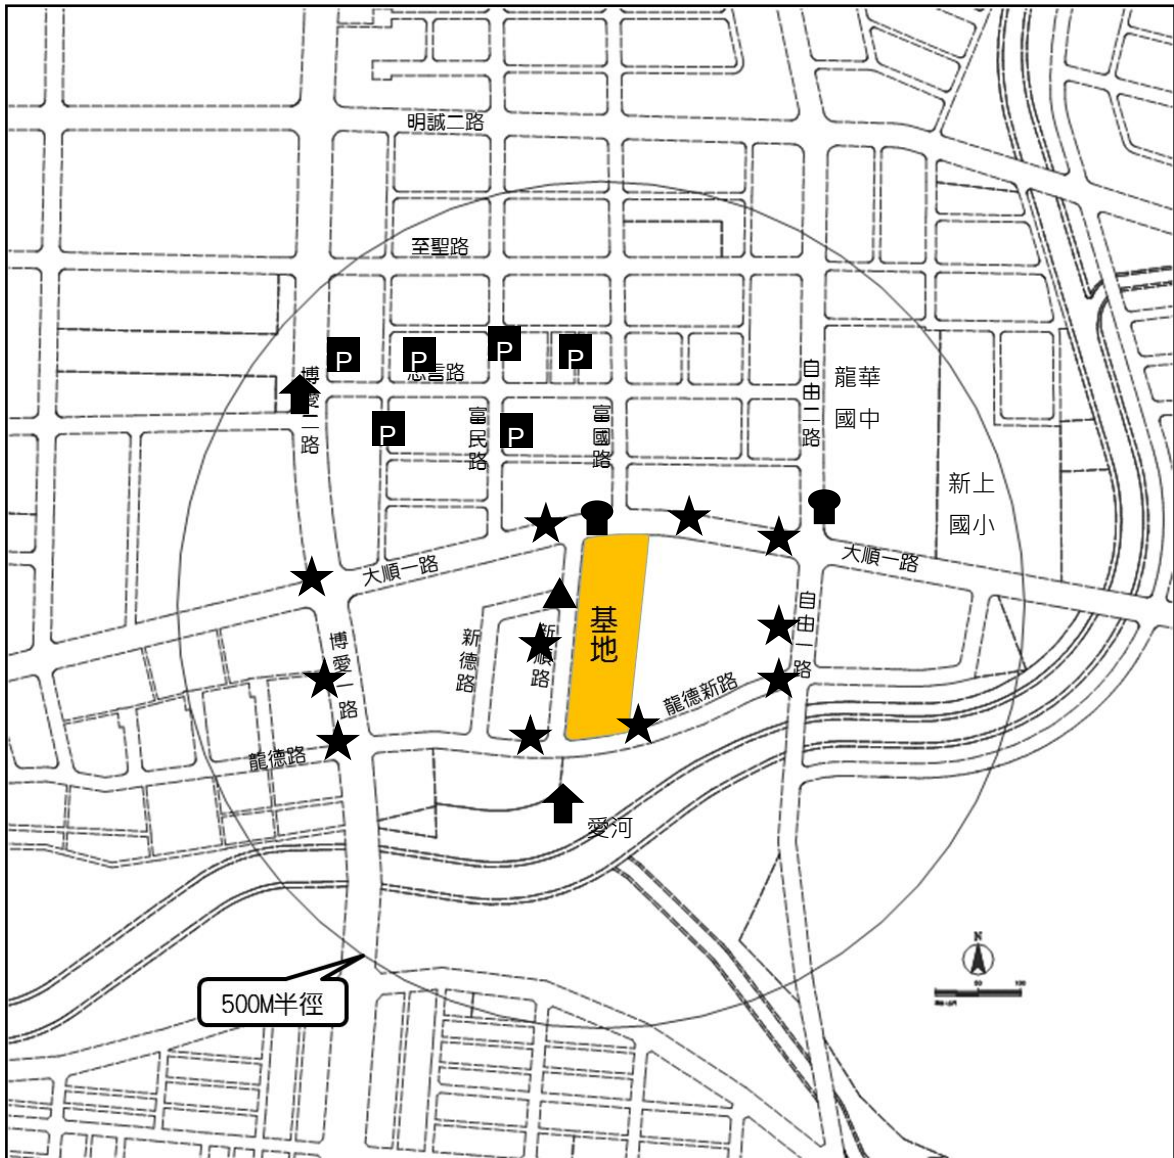 明誠二路
至聖路
P
P
P
P
博愛二路
P
P
富民路
富國路
自由二路
龍華
國中
新上
國小
大順一路
大順一路
基地
新德路
新順路
自由一路
博愛一路
龍德新路
龍德路
愛河
500M半徑
N
50
100